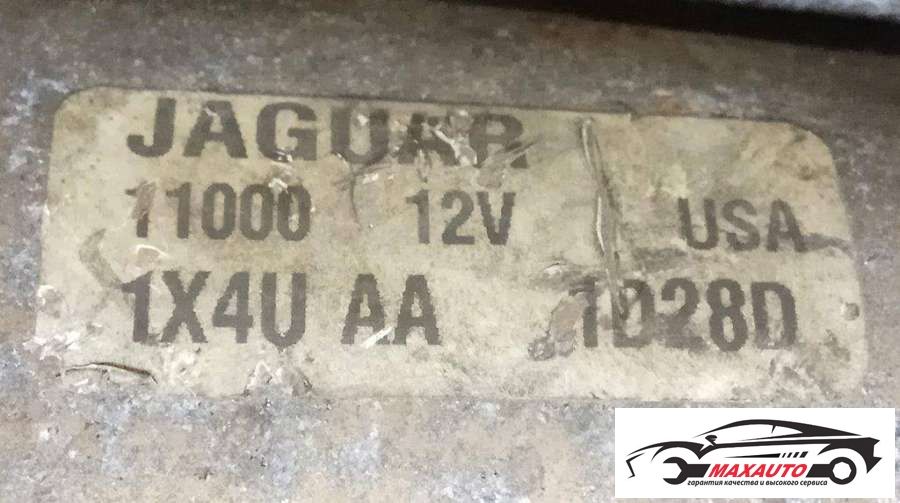 JAGUAR
11000 12V USA
1X4U AA 1D28D
MAXAUTO
гарантия качества и высокого сервиса